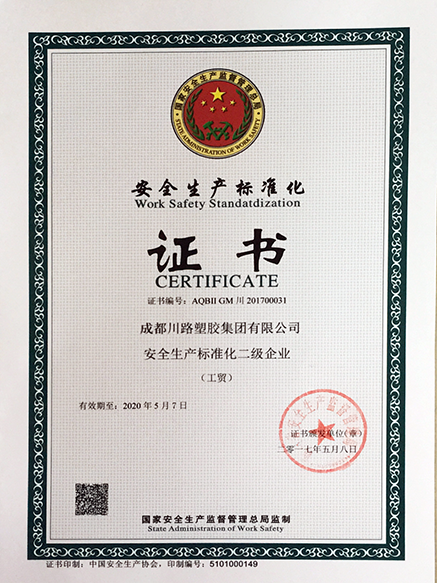 国家安全生产监督管理总局
STATE ADMINISTRATION OF WORK SAFETY
安全生产标准化
Work Safety Standatdization
证书
CERTIFICATE
证书编号：AQBII GM 川 201700031
成都川路塑胶集团有限公司
安全生产标准化二级企业
（工贸）
有效期至：2020 年 5 月 7 日
证书颁发单位(章)
二零一七年五月八日
国家安全生产监督管理总局监制
State Administration of Work Safety
证书印制：中国安全生产协会，印制编号：5101000149